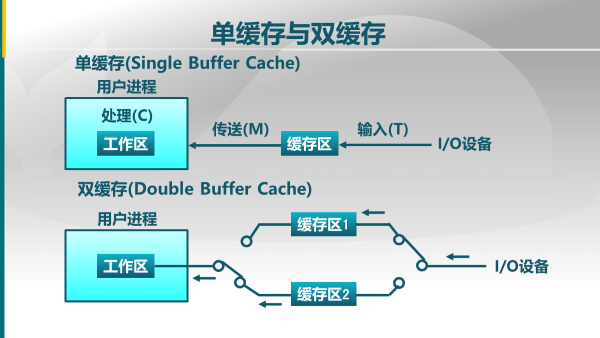 单缓存与双缓存
单缓存(Single Buffer Cache)
用户进程
处理(C)
工作区
传送(M)
缓存区
输入(T)
I/O设备
双缓存(Double Buffer Cache)
用户进程
工作区
缓存区1
缓存区2
I/O设备